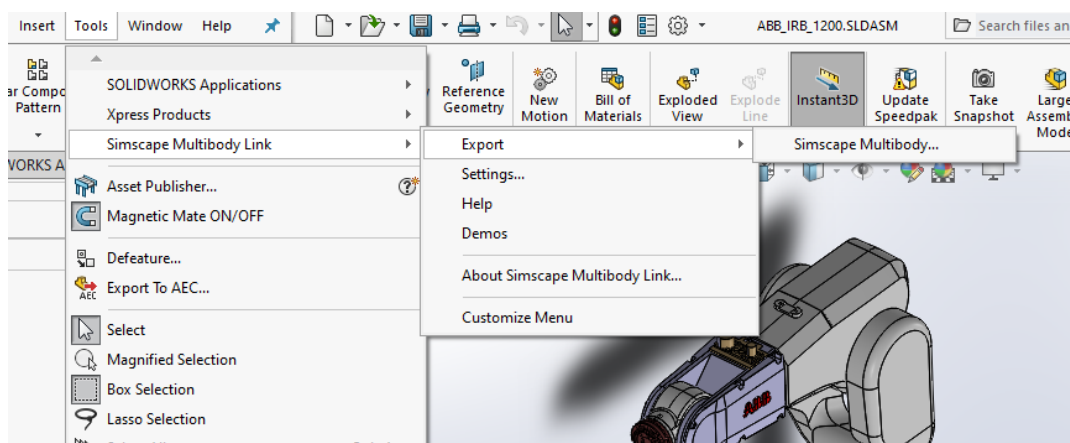 Insert Tools Window Help
ABB_IRB_1200.SLDASM
Search files an
ar Compo
Pattern
Reference
Geometry
New
Motion
Bill of
Materials
Exploded
View
Explode
Line
Instant3D
Update
Speedpak
Take
Snapshot
Large
Assemb
Mode
WORKS A
SOLIDWORKS Applications
Xpress Products
Simscape Multibody Link
Asset Publisher...
Magnetic Mate ON/OFF
Defeature...
AEC
Export To AEC...
Select
Magnified Selection
Box Selection
Lasso Selection
Export
Settings...
Help
Demos
About Simscape Multibody Link...
Customize Menu
Simscape Multibody...
ABB